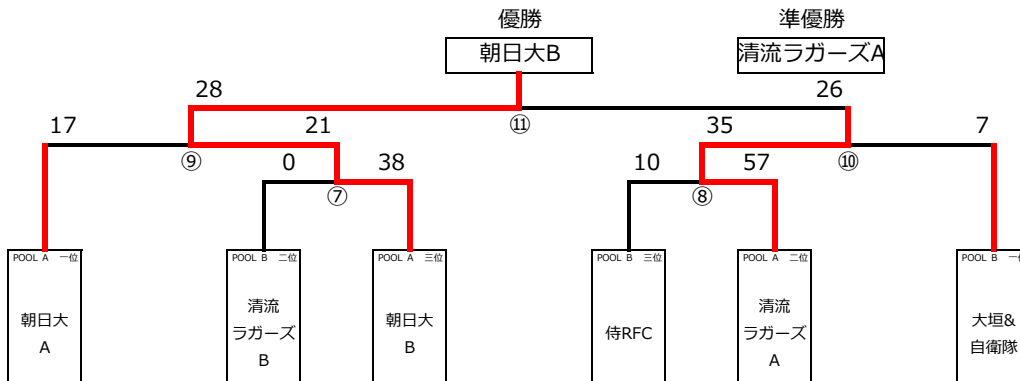 優勝 準優勝
朝日大B 清流ラガーズA
28 26
⑪
17 21 35 7
⑨ ⑩
0 38 10 57
⑦ ⑧
POOL A 一位
朝日大
A
POOL B 二位
清流
ラガーズ
B
POOL A 三位
朝日大
B
POOL B 三位
侍RFC
POOL A 二位
清流
ラガーズ
A
POOL B 一位
大垣&
自衛隊